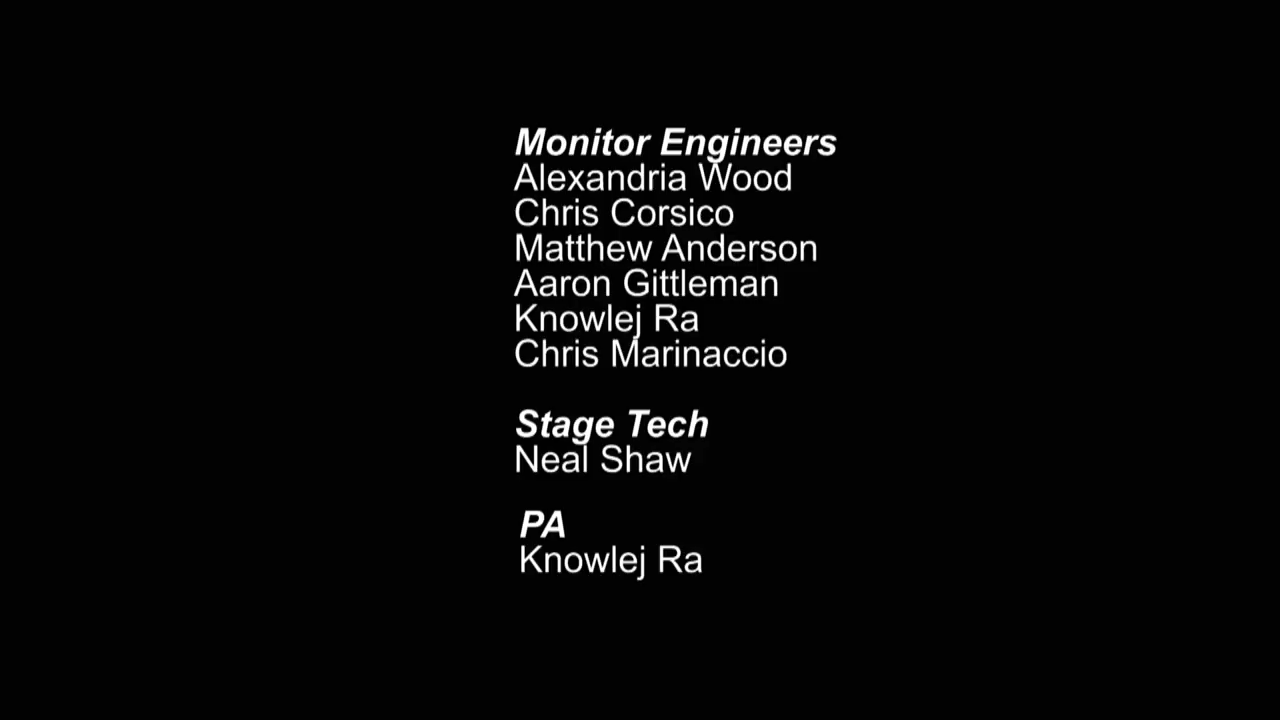 Monitor Engineers
Alexandria Wood
Chris Corsico
Matthew Anderson
Aaron Gittleman
Knowlej Ra
Chris Marinaccio
Stage Tech
Neal Shaw
PA
Knowlej Ra